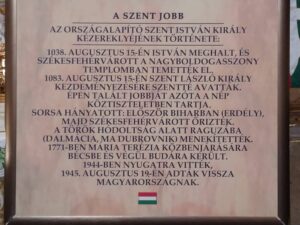 A SZENT JOBB
AZ ORSZÁGALAPÍTÓ SZENT ISTVÁN KIRÁLY
KÉZEREKLYÉJÉNEK TÖRTÉNETE:
1038. AUGUSZTUS 15-ÉN ISTVÁN MEGHALT, ÉS
SZÉKESFEHÉRVÁROTT A NAGYBOLDOGASSZONY
TEMPLOMBAN TEMETTÉK EL.
1083. AUGUSZTUS 15-ÉN SZENT LÁSZLÓ KIRÁLY
KEZDEMÉNYEZÉSÉRE SZENTTÉ AVATTÁK.
ÉPEN TALÁLT JOBBJÁT AZÓTA A NÉP
KÖZTISZTELETBEN TARTJA.
SORSA HÁNYATOTT: ELŐSZÖR BIHARBAN (ERDÉLY),
MAJD SZÉKESFEHÉRVÁROTT ŐRIZTÉK.
A TÖRÖK HÓDOLTSÁG ALATT RAGUZÁBA
(DALMÁCIA, MA DUBROVNIK) MENEKÍTETTÉK.
1771-BEN MÁRIA TERÉZIA KÖZBENJÁRÁSÁRA
BÉCSBE ÉS VÉGÜL BUDÁRA KERÜLT.
1944-BEN NYUGATRA VITTÉK,
1945. AUGUSZTUS 19-ÉN ADTÁK VISSZA
MAGYARORSZÁGNAK.